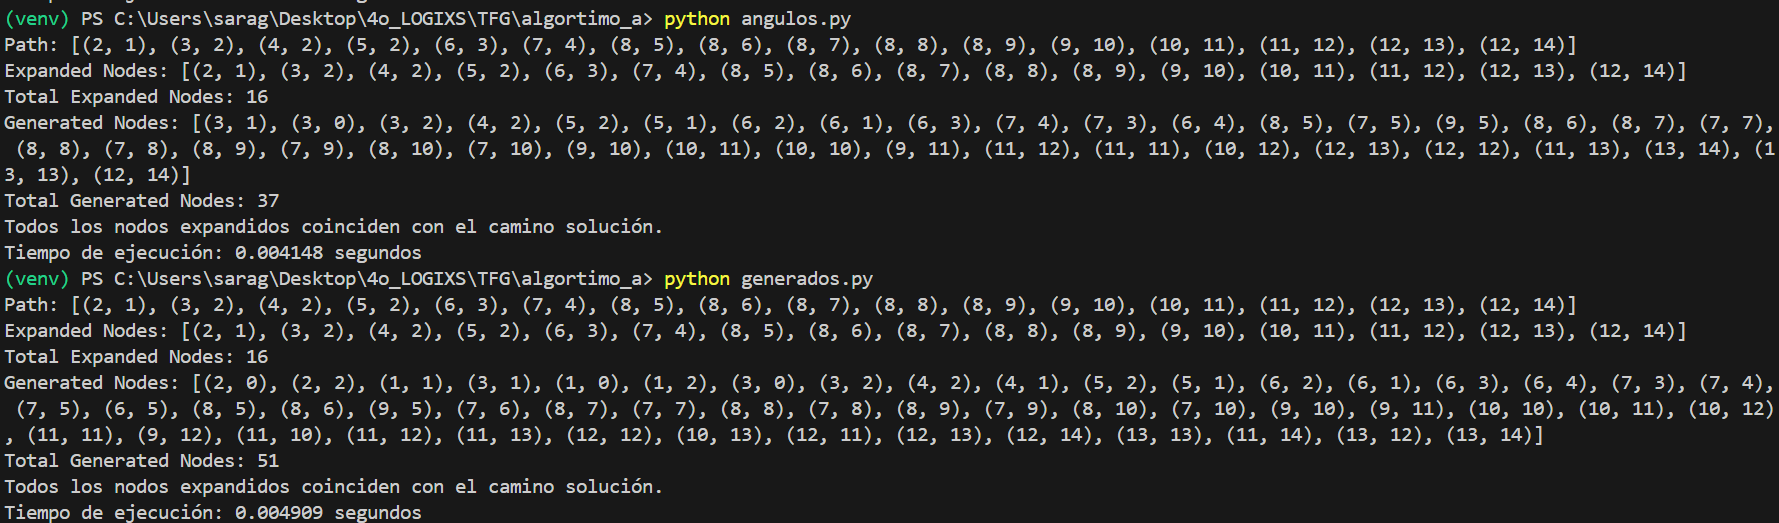 (venv) PS C:\Users\sarag\Desktop\4o_LOGIXS\TFG\algortimo_a> python angulos.py
Path: [(2, 1), (3, 2), (4, 2), (5, 2), (6, 3), (7, 4), (8, 5), (8, 6), (8, 7), (8, 8), (8, 9), (9, 10), (10, 11), (11, 12), (12, 13), (12, 14)]
Expanded Nodes: [(2, 1), (3, 2), (4, 2), (5, 2), (6, 3), (7, 4), (8, 5), (8, 6), (8, 7), (8, 8), (8, 9), (9, 10), (10, 11), (11, 12), (12, 13), (12, 14)]
Total Expanded Nodes: 16
Generated Nodes: [(3, 1), (3, 0), (3, 2), (4, 2), (5, 2), (5, 1), (6, 2), (6, 1), (6, 3), (7, 4), (7, 3), (6, 4), (8, 5), (7, 5), (9, 5), (8, 6), (8, 7), (7, 7),
(8, 8), (7, 8), (8, 9), (7, 9), (8, 10), (7, 10), (9, 10), (10, 11), (10, 10), (9, 11), (11, 12), (11, 11), (10, 12), (12, 13), (12, 12), (11, 13), (13, 14), (1
3, 13), (12, 14)]
Total Generated Nodes: 37
Todos los nodos expandidos coinciden con el camino solución.
Tiempo de ejecución: 0.004148 segundos
(venv) PS C:\Users\sarag\Desktop\4o_LOGIXS\TFG\algortimo_a> python generados.py
Path: [(2, 1), (3, 2), (4, 2), (5, 2), (6, 3), (7, 4), (8, 5), (8, 6), (8, 7), (8, 8), (8, 9), (9, 10), (10, 11), (11, 12), (12, 13), (12, 14)]
Expanded Nodes: [(2, 1), (3, 2), (4, 2), (5, 2), (6, 3), (7, 4), (8, 5), (8, 6), (8, 7), (8, 8), (8, 9), (9, 10), (10, 11), (11, 12), (12, 13), (12, 14)]
Total Expanded Nodes: 16
Generated Nodes: [(2, 0), (2, 2), (1, 1), (3, 1), (1, 0), (1, 2), (3, 0), (3, 2), (4, 2), (4, 1), (5, 2), (5, 1), (6, 2), (6, 1), (6, 3), (6, 4), (7, 3), (7, 4),
(7, 5), (6, 5), (8, 5), (8, 6), (9, 5), (7, 6), (8, 7), (7, 7), (8, 8), (7, 8), (8, 9), (7, 9), (8, 10), (7, 10), (9, 10), (9, 11), (10, 10), (10, 11), (10, 12)
, (11, 11), (9, 12), (11, 10), (11, 12), (11, 13), (12, 12), (10, 13), (12, 11), (12, 13), (12, 14), (13, 13), (11, 14), (13, 12), (13, 14)]
Total Generated Nodes: 51
Todos los nodos expandidos coinciden con el camino solución.
Tiempo de ejecución: 0.004909 segundos